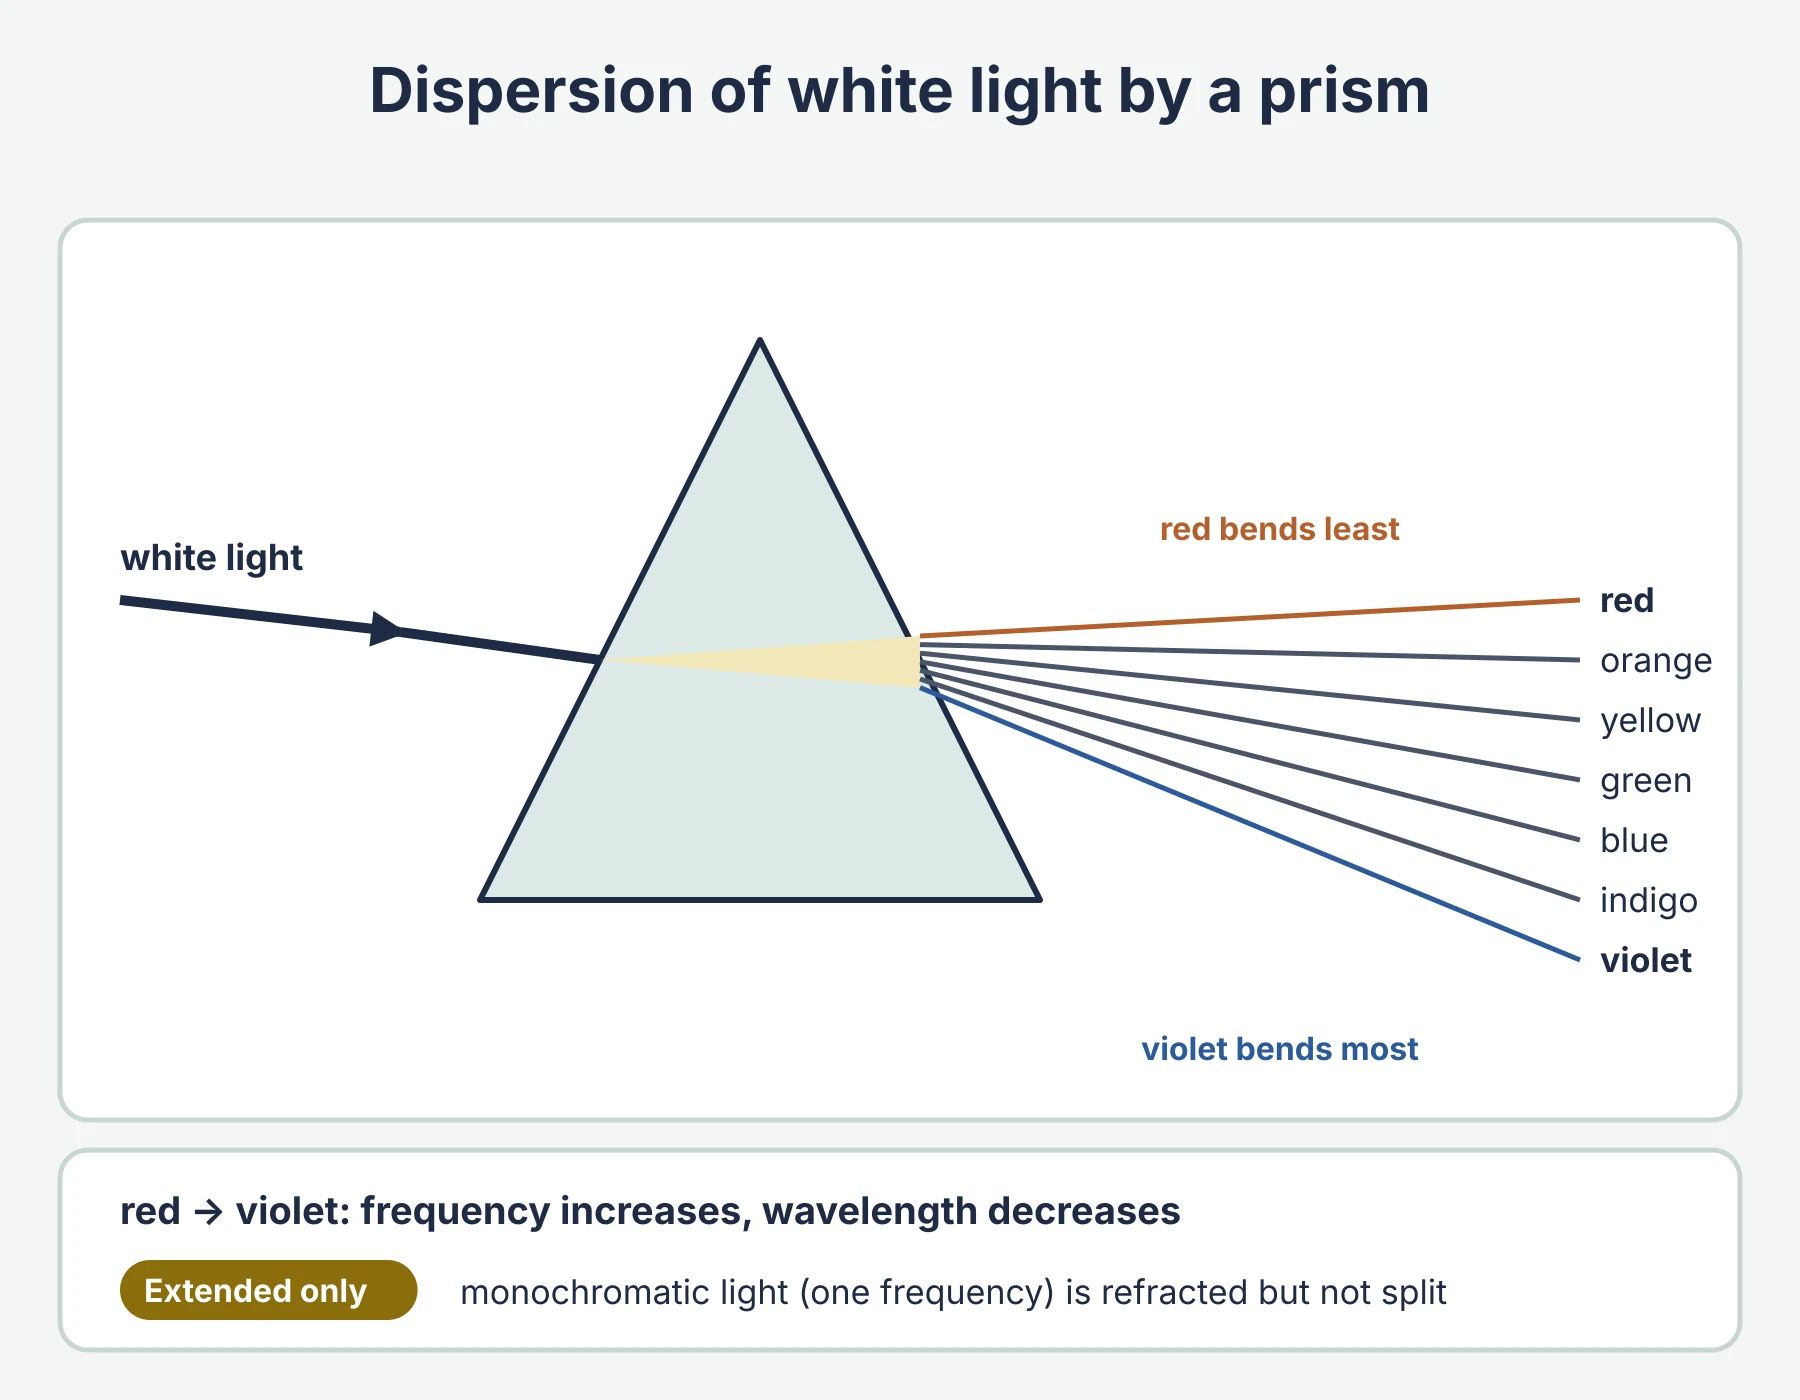 Dispersion of white light by a prism
white light
red bends least
red
orange
yellow
green
blue
indigo
violet
violet bends most
red → violet: frequency increases, wavelength decreases
Extended only
monochromatic light (one frequency) is refracted but not split